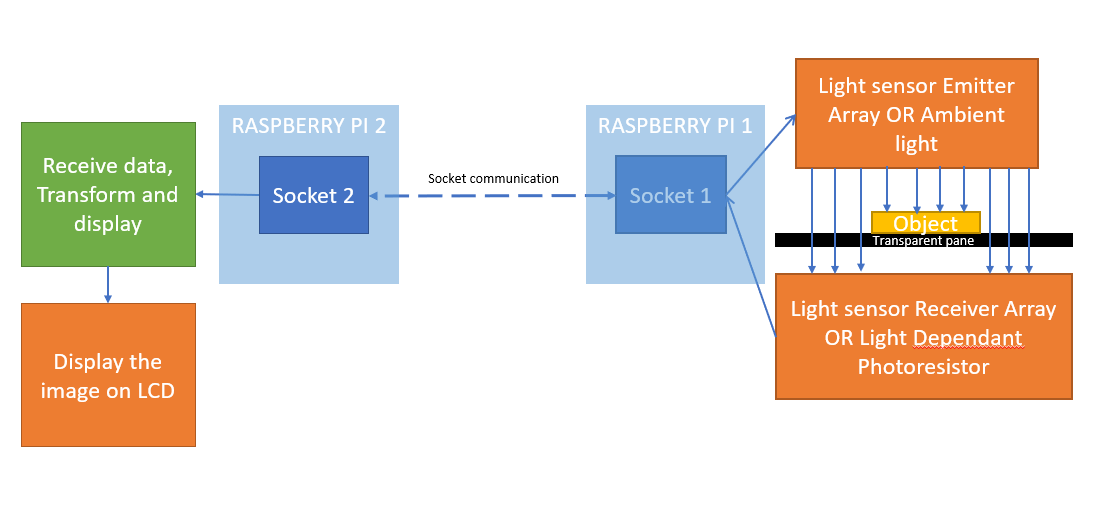 Light sensor Emitter
Array OR Ambient
light
RASPBERRY PI 2
RASPBERRY PI 1
Receive data,
Transform and
display
Socket communication
Socket 2
Socket 1
Object
Transparent pane
Light sensor Receiver Array
OR Light Dependant
Photoresistor
Display the
image on LCD